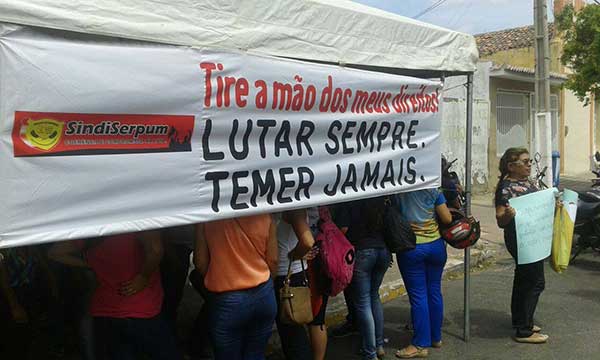 Tire a mão dos meus direitos!
SindiSerpum
LUTAR SEMPRE.
TEMER JAMAIS.